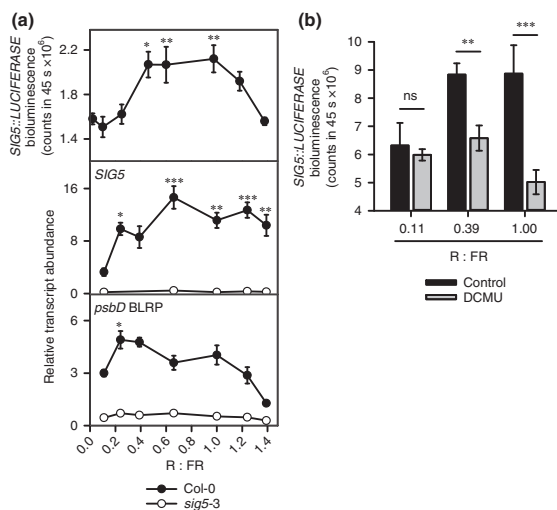 (a)
SIG5::LUCIFERASE
bioluminescence
(counts in 45 s ×10⁶)
2.2
1.8
1.4
* ** **
Relative transcript abundance
SIG5
16
12
8
4
0
* *** ** *** **
psbD BLRP
6
3
0
*
0.0 0.2 0.4 0.6 0.8 1.0 1.2 1.4
R : FR
Col-0
sig5-3
(b)
SIG5::LUCIFERASE
bioluminescence
(counts in 45 s ×10⁶)
10
9
8
7
6
5
4
ns ** ***
0.11 0.39 1.00
R : FR
Control
DCMU